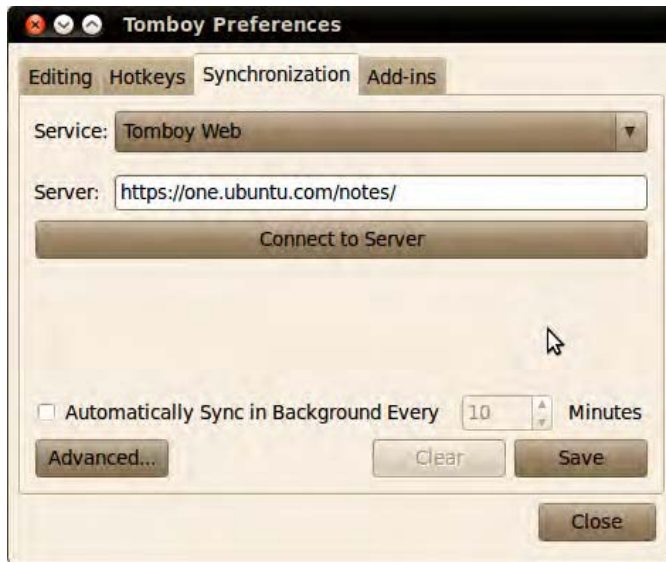 Tomboy Preferences
Editing Hotkeys Synchronization Add-ins
Service: Tomboy Web
Server: https://one.ubuntu.com/notes/
Connect to Server
Automatically Sync in Background Every 10 Minutes
Advanced... Clear Save
Close